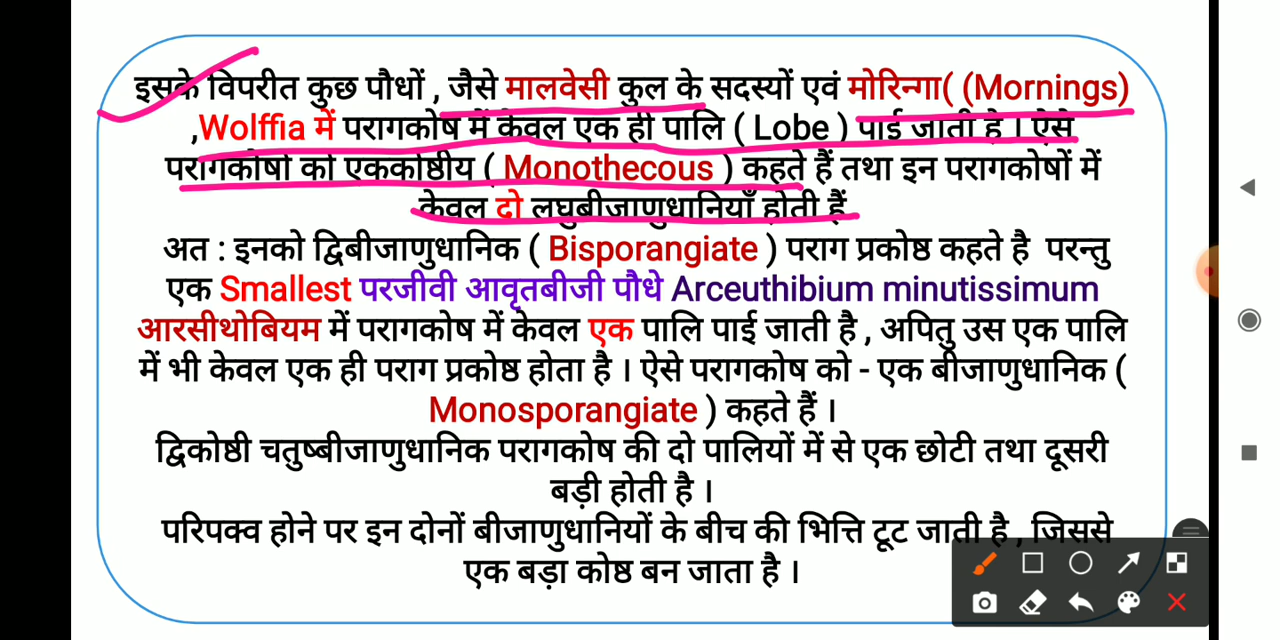 इसके विपरीत कुछ पौधों , जैसे मालवेसी कुल के सदस्यों एवं मोरिन्गा( (Mornings)
,Wolffia में परागकोष में केवल एक ही पालि ( Lobe ) पाई जाती है । ऐसे
परागकोषों को एककोष्ठीय ( Monothecous ) कहते हैं तथा इन परागकोषों में
केवल दो लघुबीजाणुधानियाँ होती हैं
अत : इनको द्विबीजाणुधानिक ( Bisporangiate ) पराग प्रकोष्ठ कहते है परन्तु
एक Smallest परजीवी आवृतबीजी पौधे Arceuthibium minutissimum
आरसीथोबियम में परागकोष में केवल एक पालि पाई जाती है , अपितु उस एक पालि
में भी केवल एक ही पराग प्रकोष्ठ होता है । ऐसे परागकोष को - एक बीजाणुधानिक (
Monosporangiate ) कहते हैं ।
द्विकोष्ठी चतुष्बीजाणुधानिक परागकोष की दो पालियों में से एक छोटी तथा दूसरी
बड़ी होती है ।
परिपक्व होने पर इन दोनों बीजाणुधानियों के बीच की भित्ति टूट जाती है , जिससे
एक बड़ा कोष्ठ बन जाता है ।